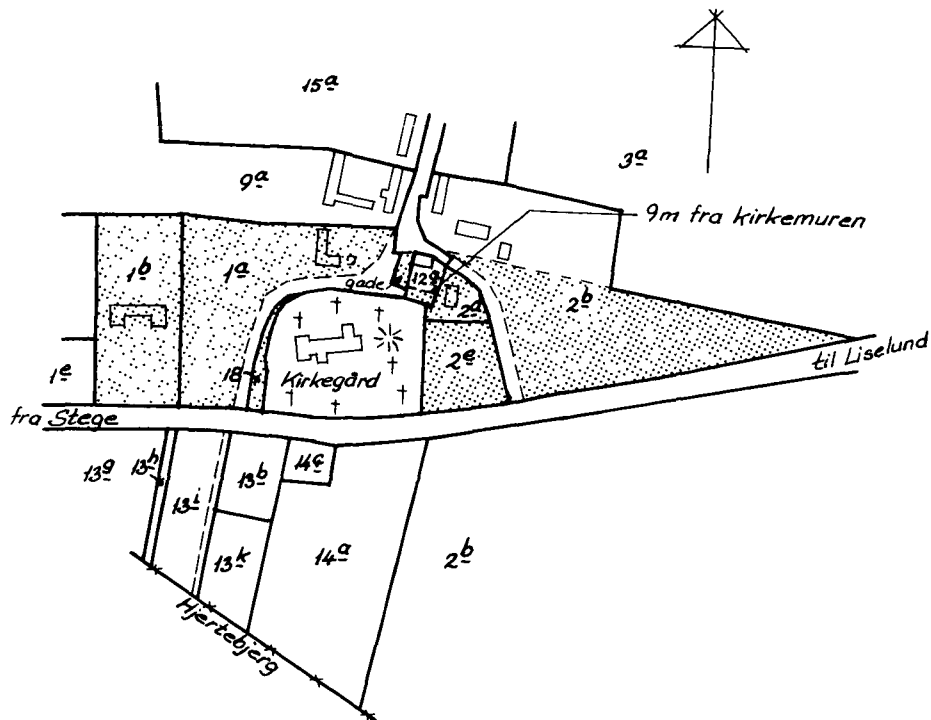 15a
3a
9a
9m fra kirkemuren
1b
1a
gade
12a
2a
2b
2e
18
Kirkegård
1e
til Liselund
fra Stege
13g
13h
13i
13b
14c
13k
14a
2b
Hjertebjerg